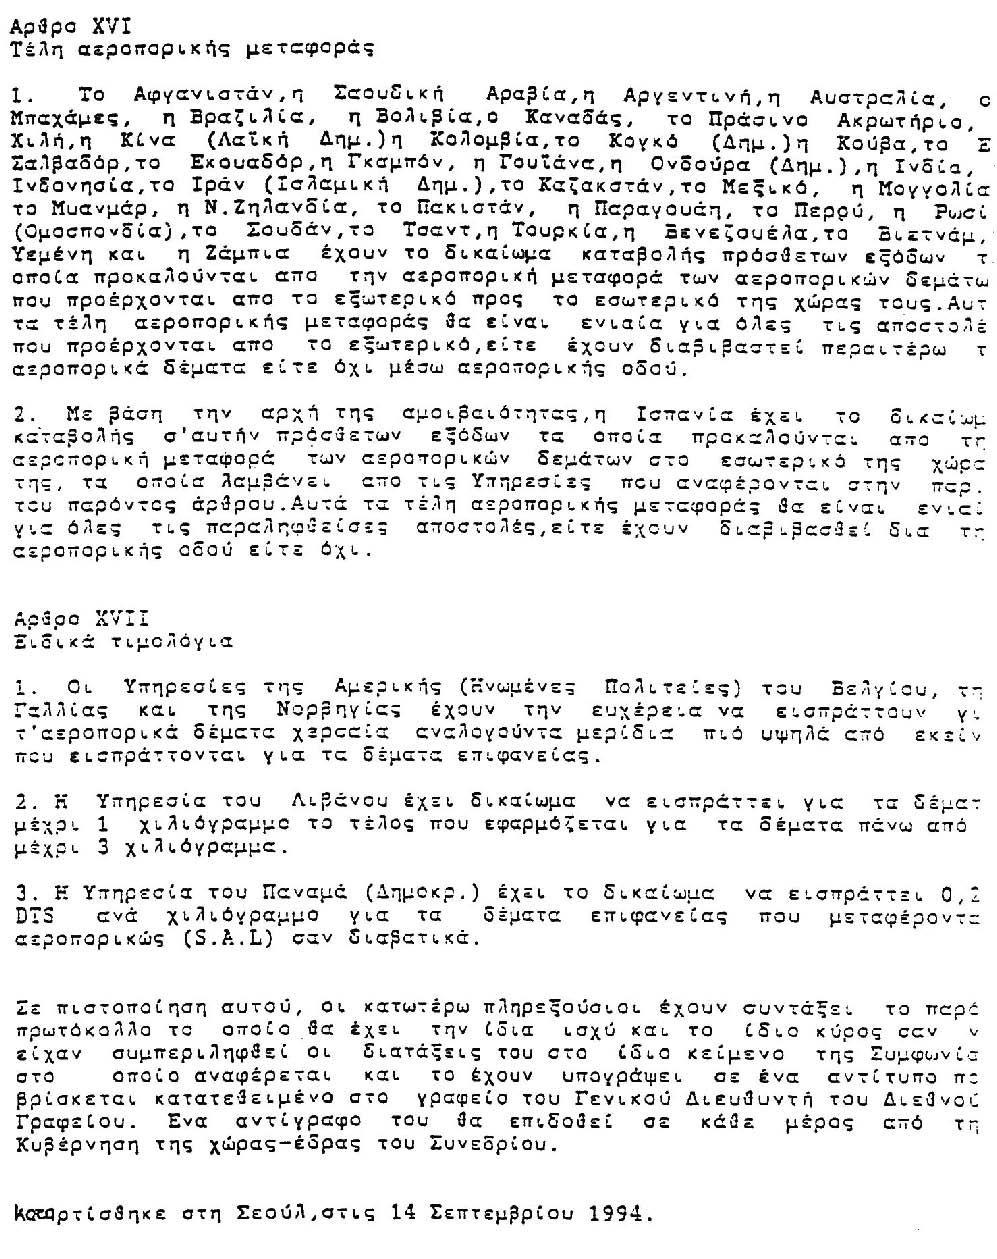 Αρθρο XVI
Τέλη αεροπορικής μεταφοράς
1. Το Αφγανιστάν,η Σαουδική Αραβία,η Αργεντινή,η Αυστραλία,
Μπαχάμες, η Βραζιλία, η Βολιβία,ο Καναδάς, το Πράσινο Ακρωτήριο,
Χιλή,η Κίνα (Λαϊκή Δημ.)η Κολομβία,το Κογκό (Δημ.)η Κούβα,το
Σαλβαδόρ,το Εκουαδόρ,η Γκαμπόν, η Γουϊάνα,η Ονδούρα (Δημ.),η Ινδία,
Ινδονησία,το Ιράν (Ισλαμική Δημ.),το Καζακστάν,το Μεξικό, η Μογγολία
το Μυανμάρ, η Ν.Ζηλανδία, το Πακιστάν, η Παραγουάη, το Περρύ, η Ρωσί
(Ομοσπονδία),το Σουδάν,το Τσαντ,η Τουρκία,η Βενεζουέλα,το Βιετνάμ,
Υεμένη και η Ζάμπια έχουν το δικαίωμα καταβολής πρόσθετων εξόδων τ
οποία προκαλούνται απο την αεροπορική μεταφορά των αεροπορικών δεμάτω
που προέρχονται απο το εξωτερικό προς το εσωτερικό της χώρας τους.Αυτ
τα τέλη αεροπορικής μεταφοράς θα είναι ενιαία για όλες τις αποστολέ
που προέρχονται απο το εξωτερικό,είτε έχουν διαβιβαστεί περαιτέρω τ
αεροπορικά δέματα είτε όχι μέσω αεροπορικής οδού.
2. Με βάση την αρχή της αμοιβαιότητας,η Ισπανία έχει το δικαίωμ
καταβολής σ'αυτήν πρόσθετων εξόδων τα οποία προκαλούνται απο τη
αεροπορική μεταφορά των αεροπορικών δεμάτων στο εσωτερικό της χώρα
της, τα οποία λαμβάνει απο τις Υπηρεσίες που αναφέρονται στην παρ.
του παρόντος άρθρου.Αυτά τα τέλη αεροπορικής μεταφοράς θα είναι ενιαί
για όλες τις παραληφθείσες αποστολές,είτε έχουν διαβιβασθεί δια τη
αεροπορικής οδού είτε όχι.
Αρθρο XVII
Ειδικά τιμολόγια
1. Οι Υπηρεσίες της Αμερικής (Ηνωμένες Πολιτείες) του Βελγίου, τη
Γαλλίας και της Νορβηγίας έχουν την ευχέρεια να εισπράττουν γι
τ'αεροπορικά δέματα χερσαία αναλογούντα μερίδια πιό υψηλά από εκείν
που εισπράττονται για τα δέματα επιφανείας.
2. Η Υπηρεσία του Λιβάνου έχει δικαίωμα να εισπράττει για τα δέματ
μέχρι 1 χιλιόγραμμο το τέλος που εφαρμόζεται για τα δέματα πάνω από
μέχρι 3 χιλιόγραμμα.
3. Η Υπηρεσία του Παναμά (Δημοκρ.) έχει το δικαίωμα να εισπράττει 0,2
DTS ανά χιλιόγραμμο για τα δέματα επιφανείας που μεταφέροντα
αεροπορικώς (S.A.L) σαν διαβατικά.
Σε πιστοποίηση αυτού, οι κατωτέρω πληρεξούσιοι έχουν συντάξει το παρό
πρωτόκολλο το οποίο θα έχει την ίδια ισχύ και το ίδιο κύρος σαν ν
είχαν συμπεριληφθεί οι διατάξεις του στο ίδιο κείμενο της Συμφωνία
στο οποίο αναφέρεται και το έχουν υπογράψει σε ένα αντίτυπο πο
βρίσκεται κατατεθειμένο στο γραφείο του Γενικού Διευθυντή του Διεθνού
Γραφείου. Ενα αντίγραφο του θα επιδοθεί σε κάθε μέρος από τη
Κυβέρνηση της χώρας-έδρας του Συνεδρίου.
Καταρτίσθηκε στη Σεούλ,στις 14 Σεπτεμβρίου 1994.